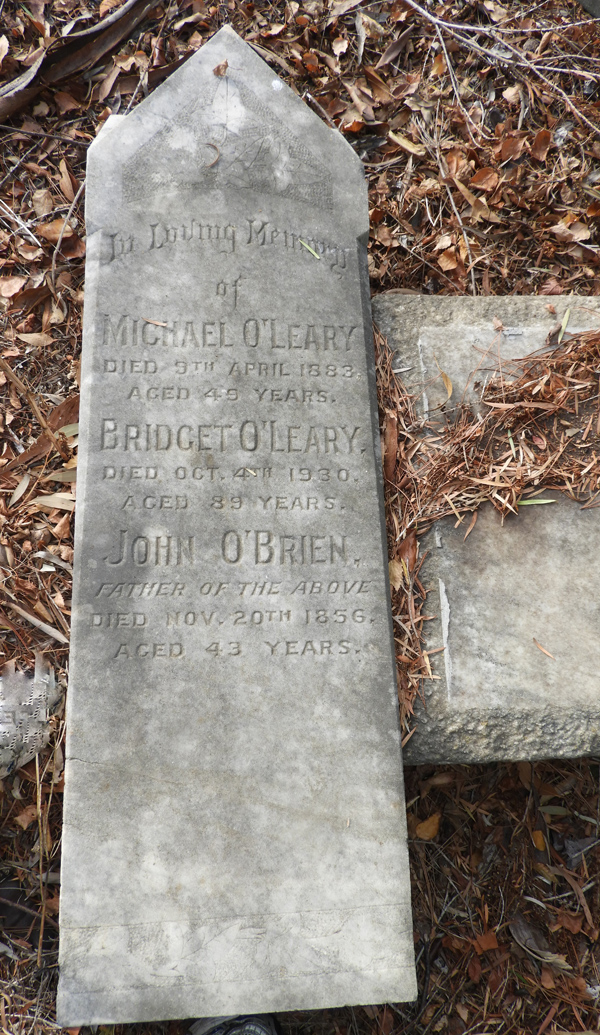 In Loving Memory
of
MICHAEL O'LEARY
DIED 9TH APRIL 1883.
AGED 49 YEARS.
BRIDGET O'LEARY.
DIED OCT. 4TH 1930.
AGED 89 YEARS.
JOHN O'BRIEN.
FATHER OF THE ABOVE
DIED NOV. 20TH 1856.
AGED 43 YEARS.